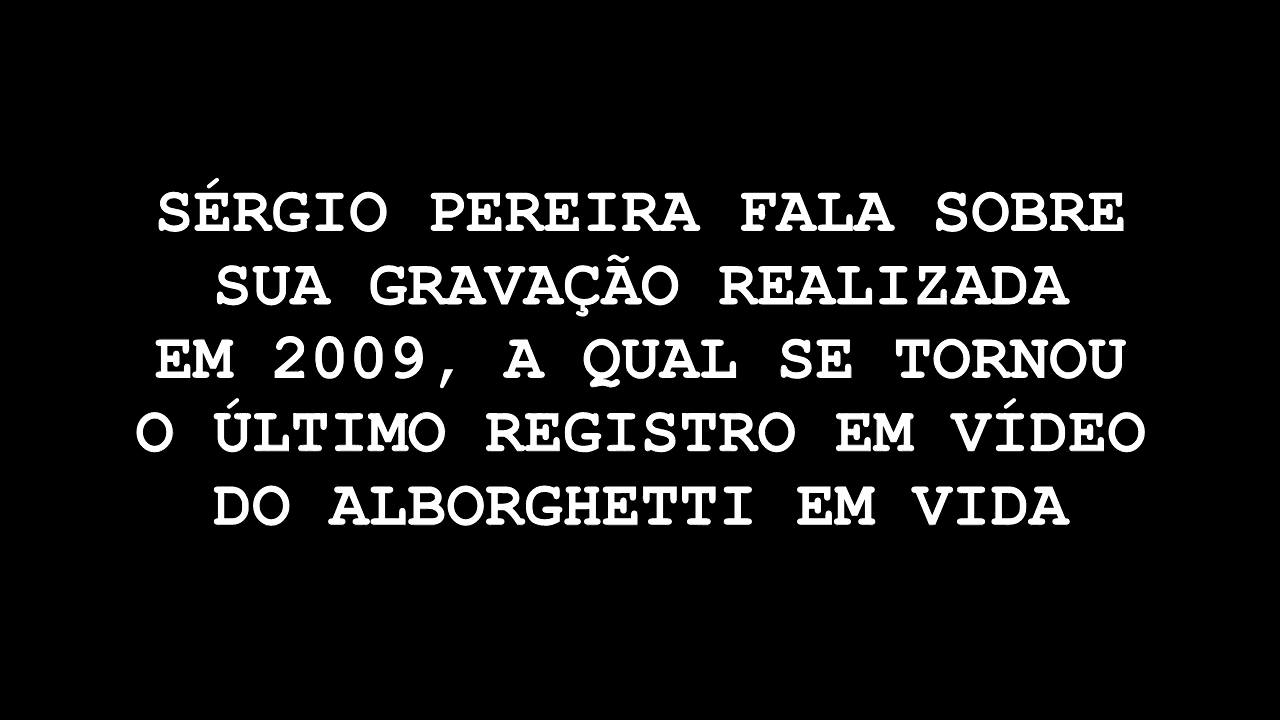 SÉRGIO PEREIRA FALA SOBRE
SUA GRAVAÇÃO REALIZADA
EM 2009, A QUAL SE TORNOU
O ÚLTIMO REGISTRO EM VÍDEO
DO ALBORGHETTI EM VIDA